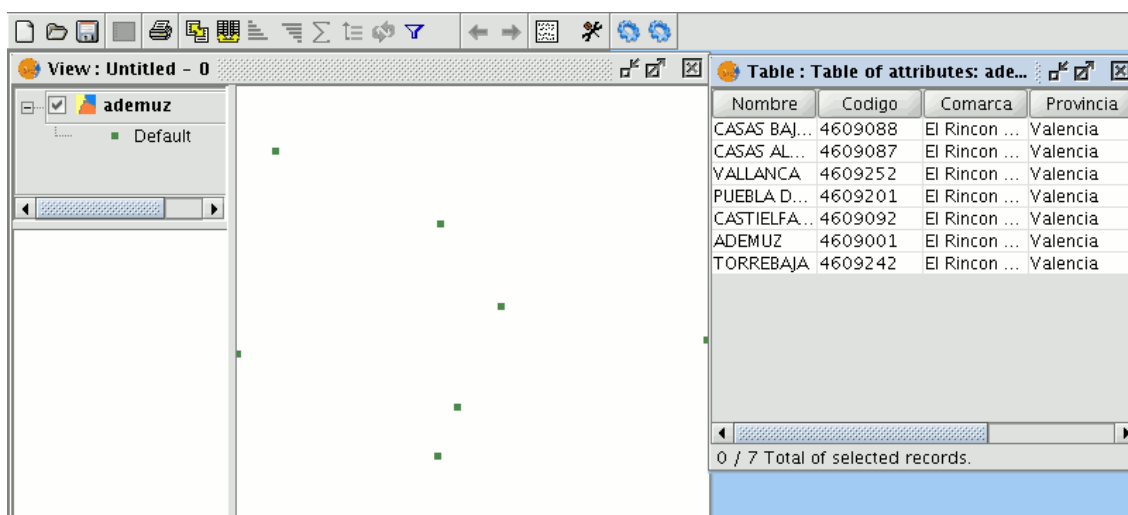 View : Untitled - 0
ademuz
Default
Table : Table of attributes: ade...
Nombre Codigo Comarca Provincia
CASAS BAJ... 4609088 El Rincon ... Valencia
CASAS AL... 4609087 El Rincon ... Valencia
VALLANCA 4609252 El Rincon ... Valencia
PUEBLA D... 4609201 El Rincon ... Valencia
CASTIELFA... 4609092 El Rincon ... Valencia
ADEMUZ 4609001 El Rincon ... Valencia
TORREBAJA 4609242 El Rincon ... Valencia
0 / 7 Total of selected records.